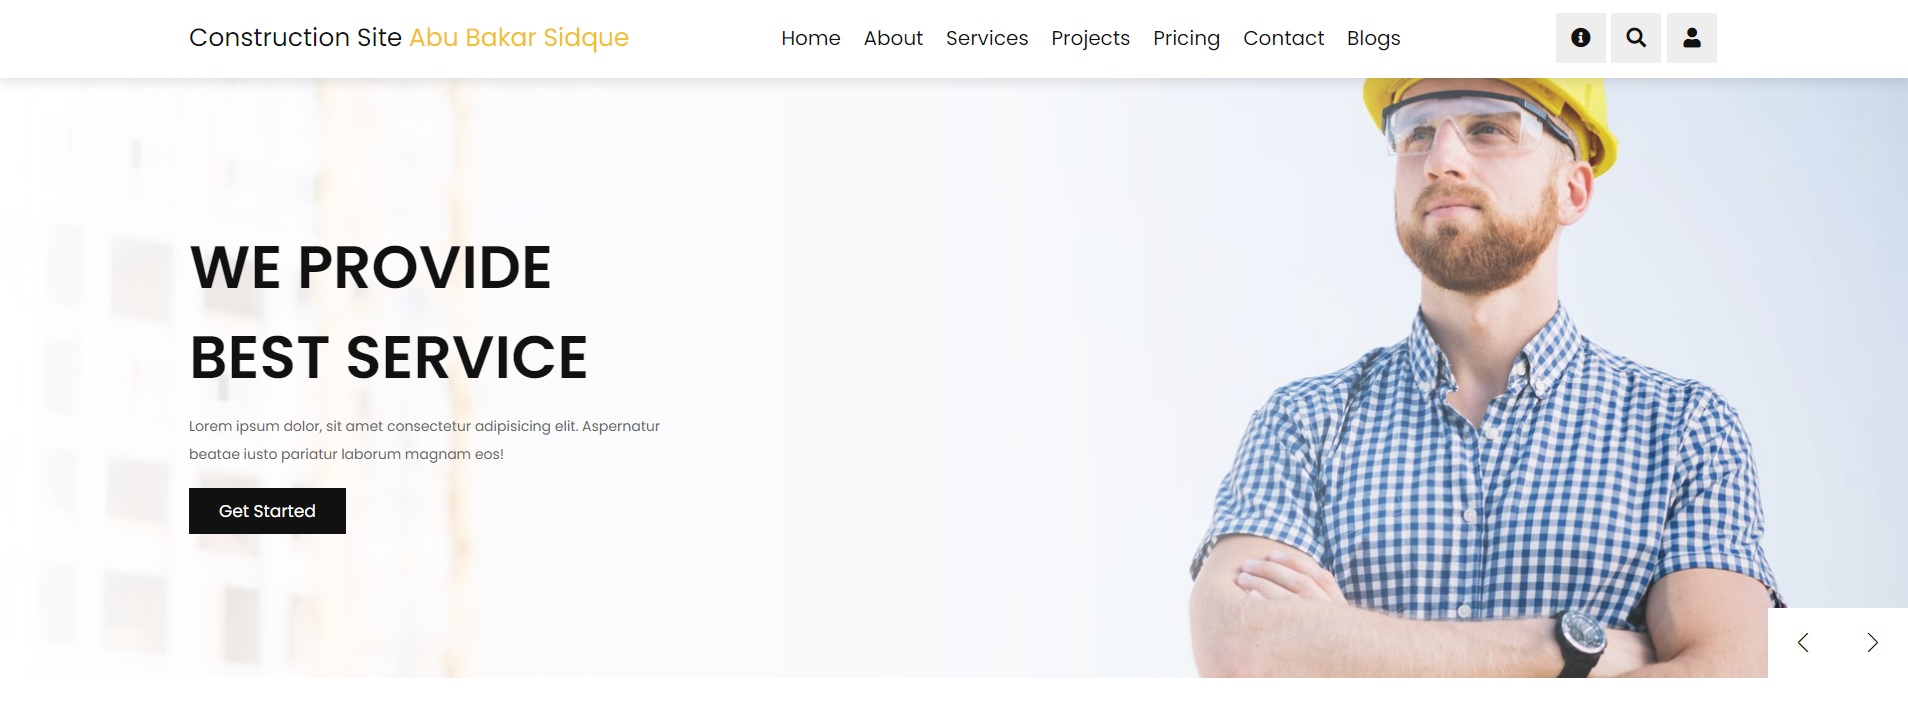 Construction Site Abu Bakar Sidque
Home About Services Projects Pricing Contact Blogs
WE PROVIDE
BEST SERVICE
Lorem ipsum dolor, sit amet consectetur adipisicing elit. Aspernatur
beatae iusto pariatur laborum magnam eos!
Get Started